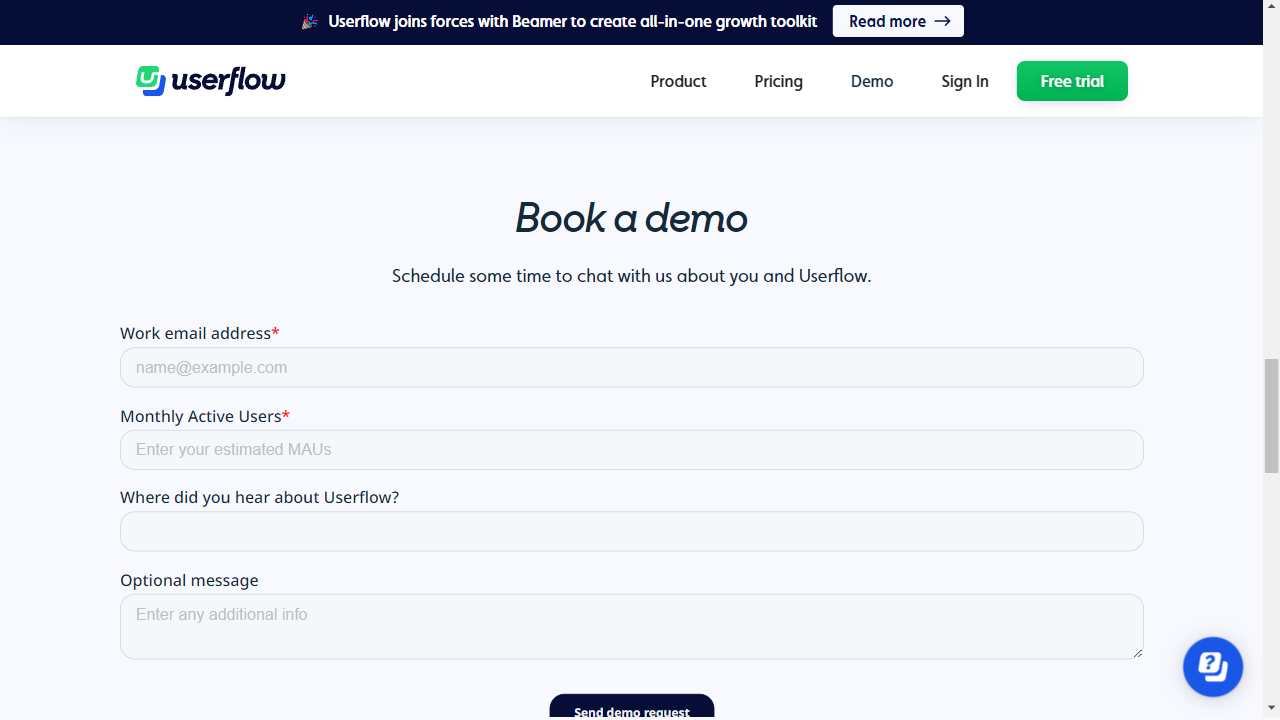 Userflow joins forces with Beamer to create all-in-one growth toolkit
Read more
userflow
Product
Pricing
Demo
Sign In
Free trial
Book a demo
Schedule some time to chat with us about you and Userflow.
Work email address*
name@example.com
Monthly Active Users*
Enter your estimated MAUs
Where did you hear about Userflow?
Optional message
Enter any additional info
Send demo request